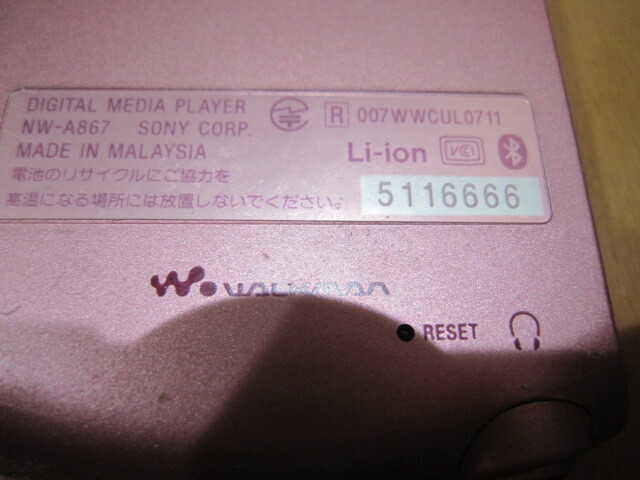 DIGITAL MEDIA PLAYER
R 007WWCUL0711
NW-A867 SONY CORP.
MADE IN MALAYSIA
Li-ion VCCI
電池のリサイクルにご協力を
高温になる場所には放置しないでください。
5116666
WALKMAN
RESET